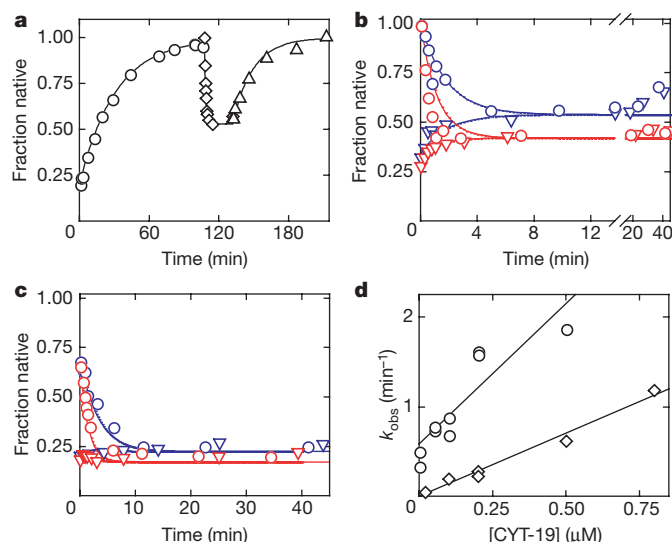 a
Fraction native
1.00
0.75
0.50
0.25
0
60
120
180
Time (min)
b
Fraction native
1.00
0.75
0.50
0.25
0
4
8
12
20
40
Time (min)
c
Fraction native
1.00
0.75
0.50
0.25
0
10
20
30
40
Time (min)
d
kobs (min−1)
2
1
0
0.25
0.50
0.75
[CYT-19] (μM)